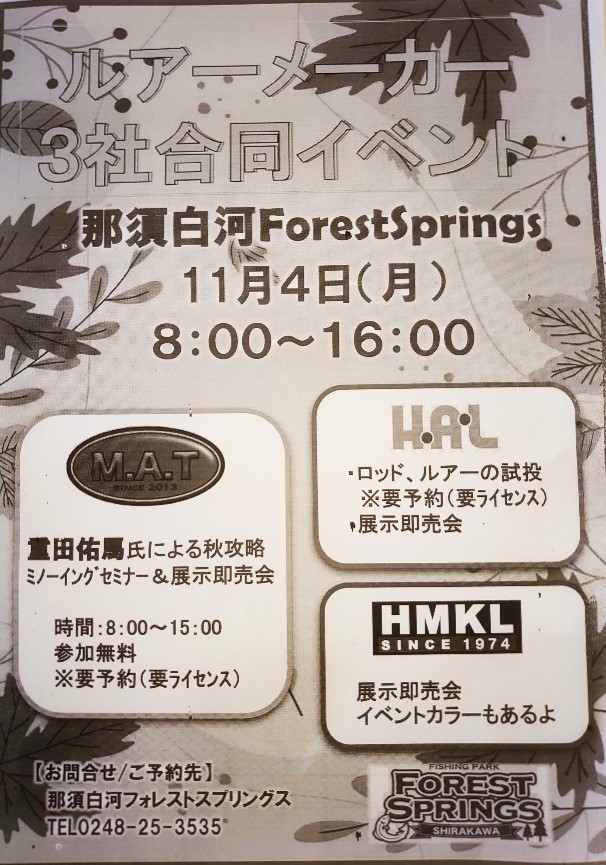 ルアーメーカー
3社合同イベント
那須白河ForestSprings
11月4日(月)
8:00～16:00
M.A.T
SINCE 2013
重田佑馬氏による秋攻略
ミノーイングセミナー＆展示即売会
時間:8:00～15:00
参加無料
※要予約(要ライセンス)
H.A.L
・ロッド、ルアーの試投
※要予約(要ライセンス)
・展示即売会
HMKL
SINCE 1974
展示即売会
イベントカラーもあるよ
【お問合せ/ご予約先】
那須白河フォレストスプリングス
TEL0248-25-3535
FISHING PARK
FOREST
SPRINGS
SHIRAKAWA